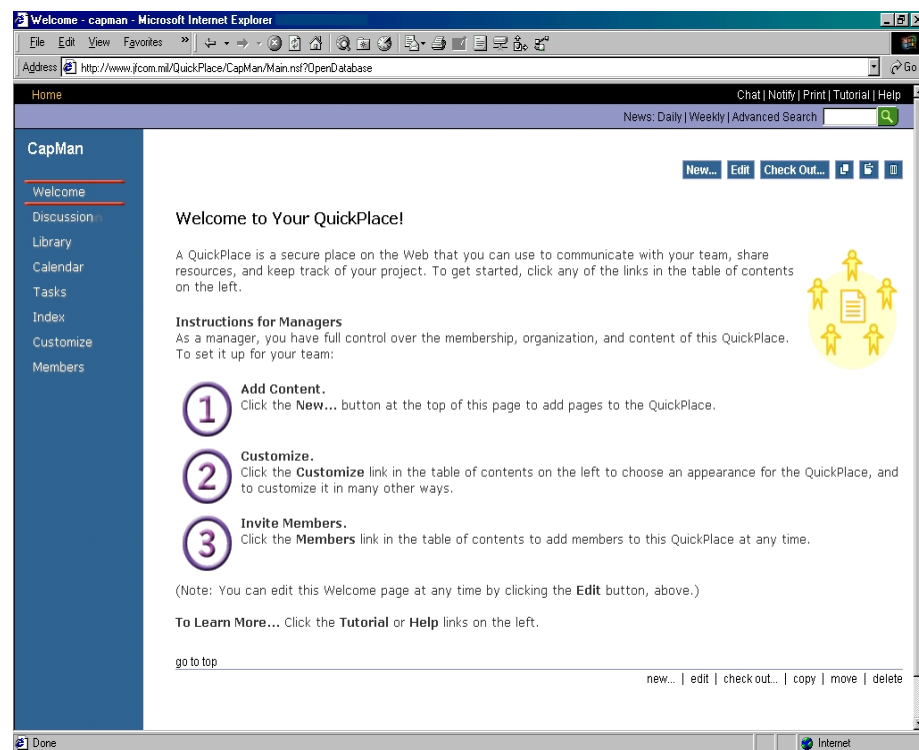 Welcome - capman - Microsoft Internet Explorer
File Edit View Favorites »
Address http://www.jfcom.mil/QuickPlace/CapMan/Main.nsf?OpenDatabase Go
Home Chat | Notify | Print | Tutorial | Help
News: Daily | Weekly | Advanced Search
CapMan
New... Edit Check Out...
Welcome
Discussion
Library
Calendar
Tasks
Index
Customize
Members
Welcome to Your QuickPlace!
A QuickPlace is a secure place on the Web that you can use to communicate with your team, share
resources, and keep track of your project. To get started, click any of the links in the table of contents
on the left.
Instructions for Managers
As a manager, you have full control over the membership, organization, and content of this QuickPlace.
To set it up for your team:
1
Add Content.
Click the New... button at the top of this page to add pages to the QuickPlace.
2
Customize.
Click the Customize link in the table of contents on the left to choose an appearance for the QuickPlace, and
to customize it in many other ways.
3
Invite Members.
Click the Members link in the table of contents to add members to this QuickPlace at any time.
(Note: You can edit this Welcome page at any time by clicking the Edit button, above.)
To Learn More... Click the Tutorial or Help links on the left.
go to top
new... | edit | check out... | copy | move | delete
Done Internet